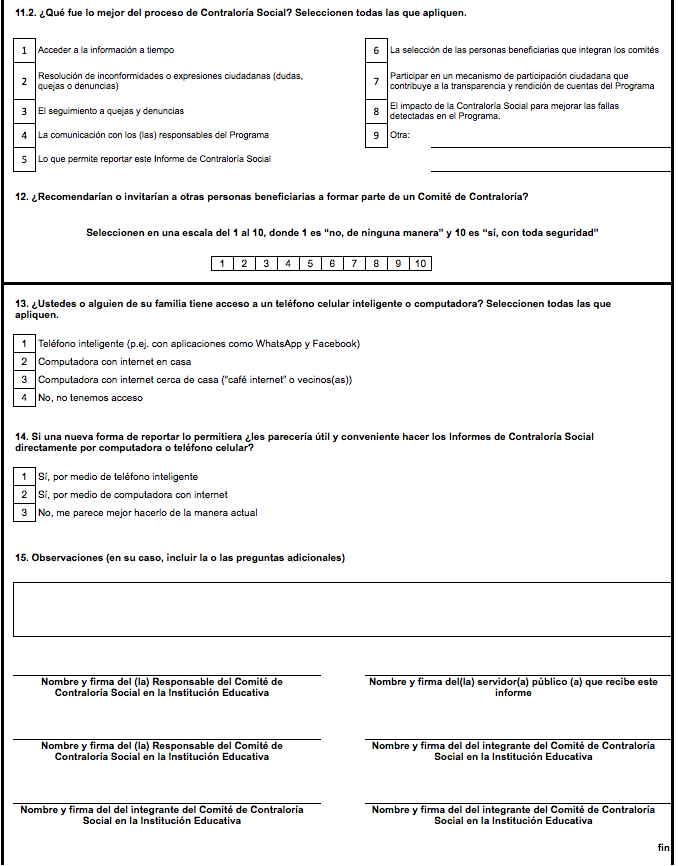 11.2. ¿Qué fue lo mejor del proceso de Contraloría Social? Seleccionen todas las que apliquen.
1 Acceder a la información a tiempo
2 Resolución de inconformidades o expresiones ciudadanas (dudas,
quejas o denuncias)
3 El seguimiento a quejas y denuncias
4 La comunicación con los (las) responsables del Programa
5 Lo que permite reportar este Informe de Contraloría Social
6 La selección de las personas beneficiarias que integran los comités
7 Participar en un mecanismo de participación ciudadana que
contribuye a la transparencia y rendición de cuentas del Programa
8 El impacto de la Contraloría Social para mejorar las fallas
detectadas en el Programa.
9 Otra:
12. ¿Recomendarían o invitarían a otras personas beneficiarias a formar parte de un Comité de Contraloría?
Seleccionen en una escala del 1 al 10, donde 1 es “no, de ninguna manera” y 10 es “sí, con toda seguridad”
1 2 3 4 5 6 7 8 9 10
13. ¿Ustedes o alguien de su familia tiene acceso a un teléfono celular inteligente o computadora? Seleccionen todas las que
apliquen.
1 Teléfono inteligente (p.ej. con aplicaciones como WhatsApp y Facebook)
2 Computadora con internet en casa
3 Computadora con internet cerca de casa (“café internet” o vecinos(as))
4 No, no tenemos acceso
14. Si una nueva forma de reportar lo permitiera ¿les parecería útil y conveniente hacer los Informes de Contraloría Social
directamente por computadora o teléfono celular?
1 Sí, por medio de teléfono inteligente
2 Sí, por medio de computadora con internet
3 No, me parece mejor hacerlo de la manera actual
15. Observaciones (en su caso, incluir la o las preguntas adicionales)
Nombre y firma del (la) Responsable del Comité de
Contraloría Social en la Institución Educativa
Nombre y firma del(la) servidor(a) público (a) que recibe este
informe
Nombre y firma del (la) Responsable del Comité de
Contraloría Social en la Institución Educativa
Nombre y firma del del integrante del Comité de Contraloría
Social en la Institución Educativa
Nombre y firma del del integrante del Comité de Contraloría
Social en la Institución Educativa
Nombre y firma del del integrante del Comité de Contraloría
Social en la Institución Educativa
fin